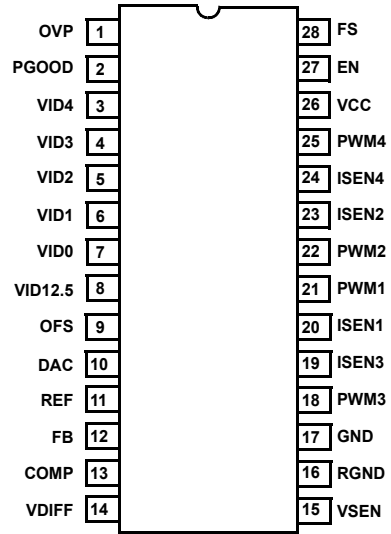 OVP 1 28 FS
PGOOD 2 27 EN
VID4 3 26 VCC
VID3 4 25 PWM4
VID2 5 24 ISEN4
VID1 6 23 ISEN2
VID0 7 22 PWM2
VID12.5 8 21 PWM1
OFS 9 20 ISEN1
DAC 10 19 ISEN3
REF 11 18 PWM3
FB 12 17 GND
COMP 13 16 RGND
VDIFF 14 15 VSEN